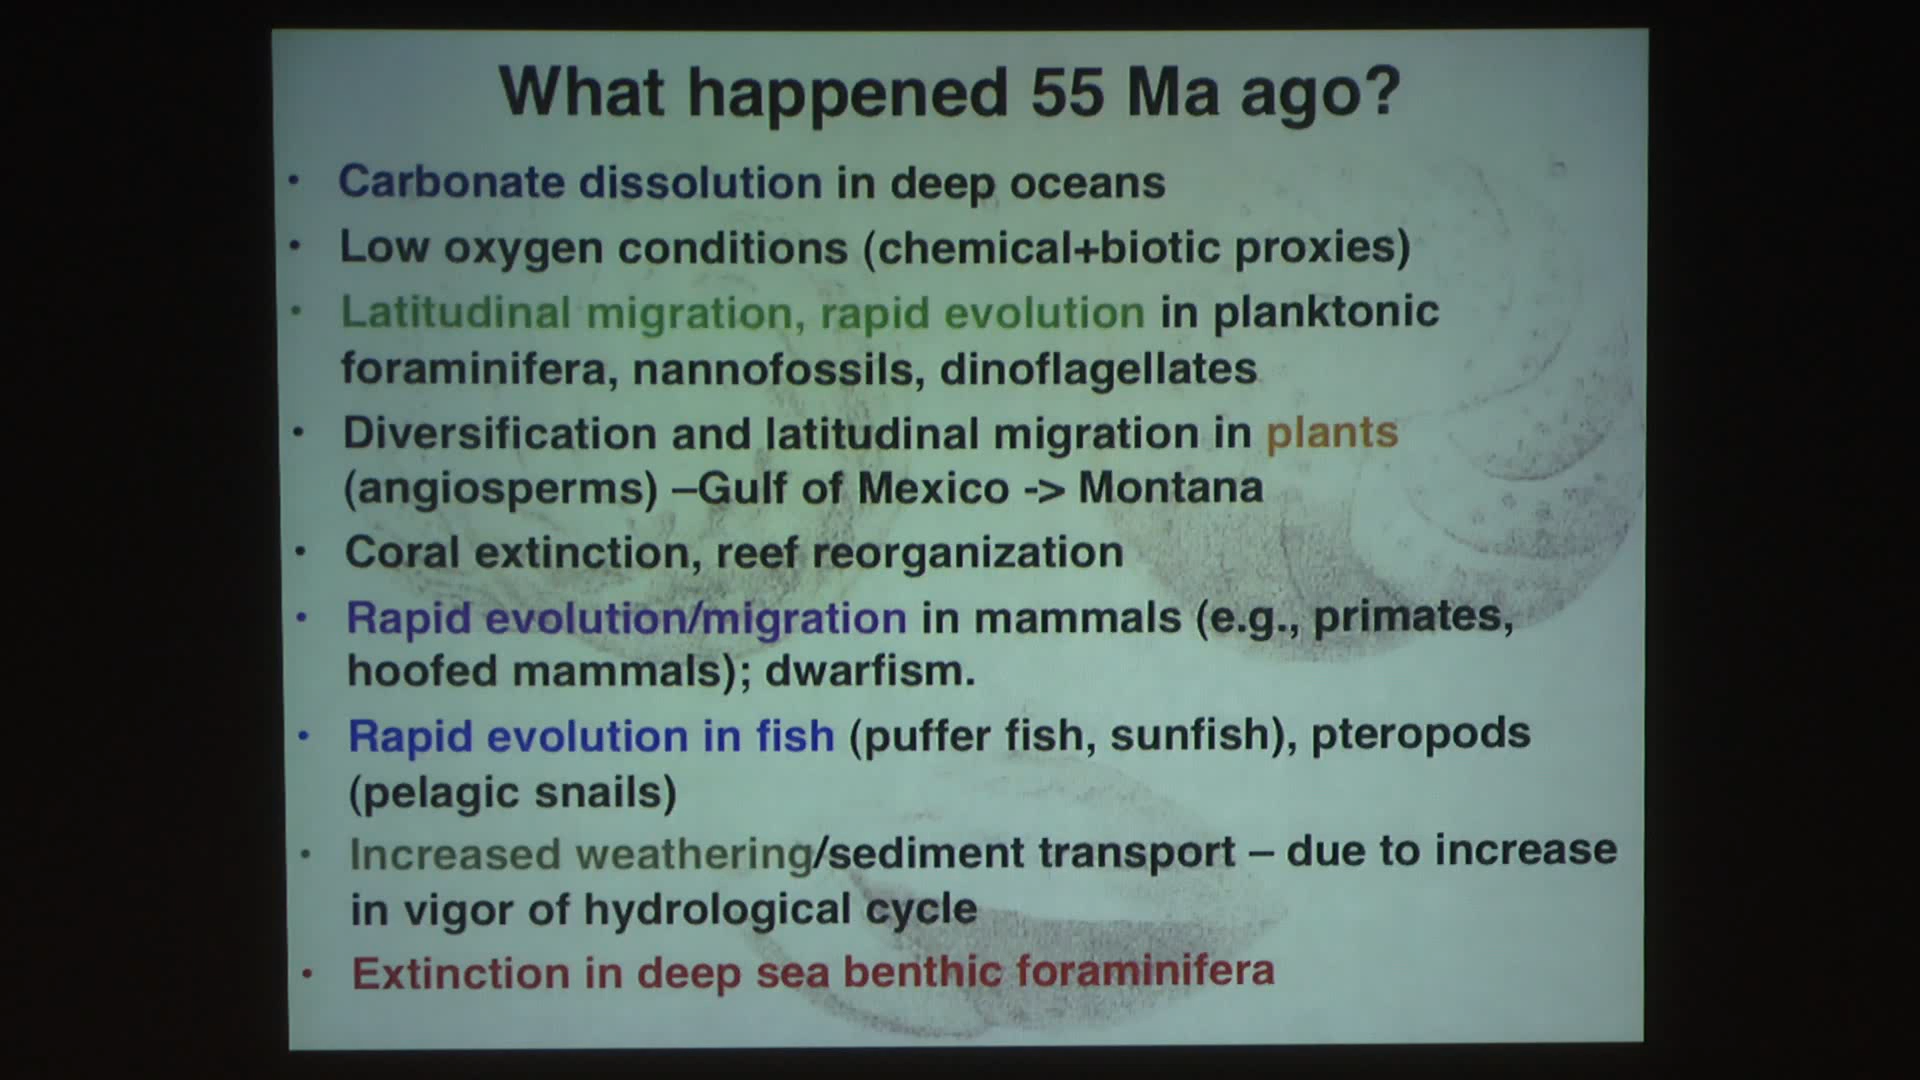 What happened 55 Ma ago?
• Carbonate dissolution in deep oceans
• Low oxygen conditions (chemical+biotic proxies)
• Latitudinal migration, rapid evolution in planktonic
foraminifera, nannofossils, dinoflagellates
• Diversification and latitudinal migration in plants
(angiosperms) –Gulf of Mexico -> Montana
• Coral extinction, reef reorganization
• Rapid evolution/migration in mammals (e.g., primates,
hoofed mammals); dwarfism.
• Rapid evolution in fish (puffer fish, sunfish), pteropods
(pelagic snails)
• Increased weathering/sediment transport – due to increase
in vigor of hydrological cycle
• Extinction in deep sea benthic foraminifera